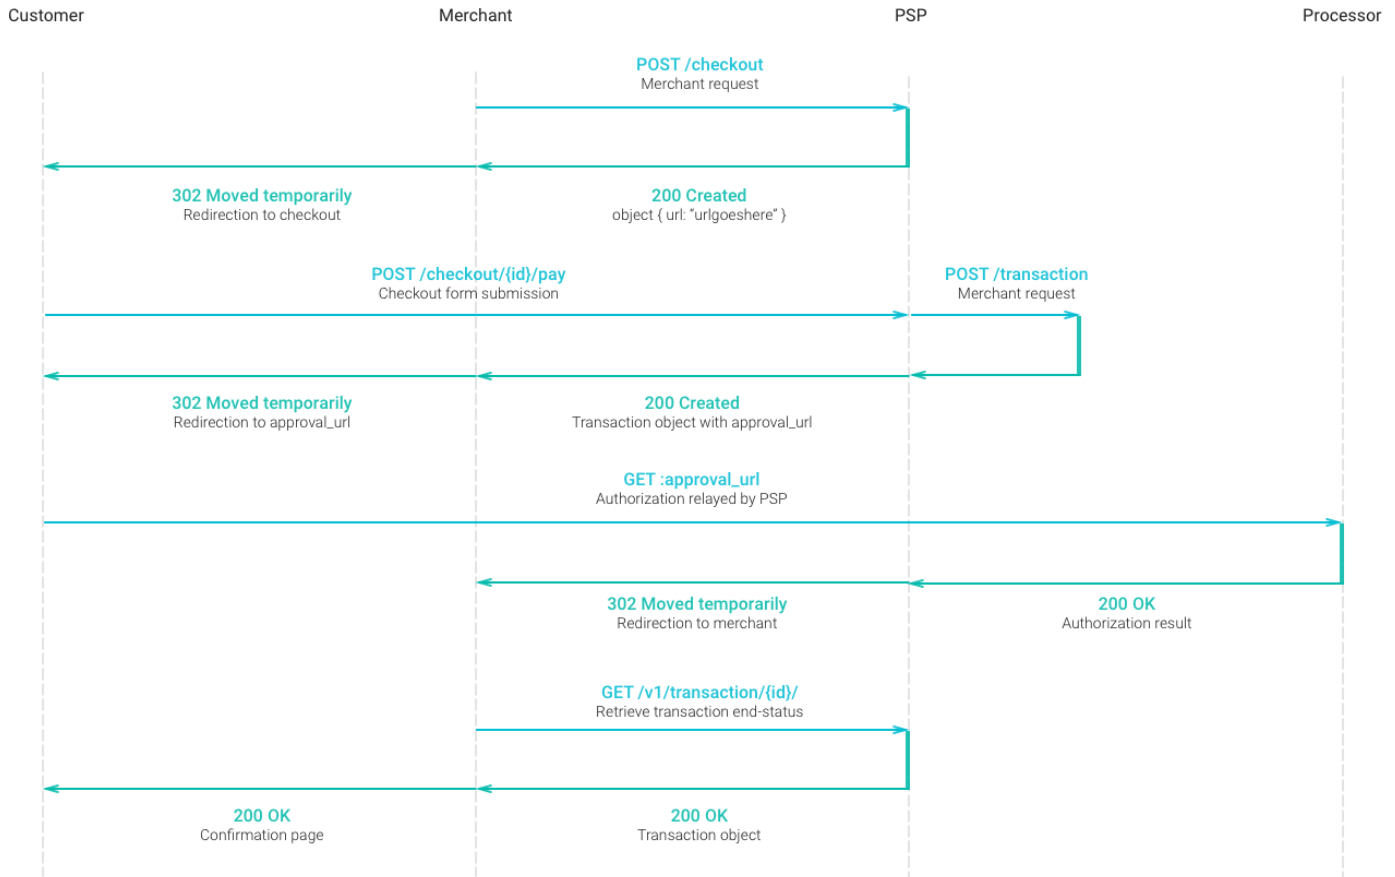 Customer
Merchant
PSP
Processor
POST /checkout
Merchant request
302 Moved temporarily
Redirection to checkout
200 Created
object { url: “urlgoeshere” }
POST /checkout/{id}/pay
Checkout form submission
POST /transaction
Merchant request
302 Moved temporarily
Redirection to approval_url
200 Created
Transaction object with approval_url
GET :approval_url
Authorization relayed by PSP
302 Moved temporarily
Redirection to merchant
200 OK
Authorization result
GET /v1/transaction/{id}/
Retrieve transaction end-status
200 OK
Confirmation page
200 OK
Transaction object